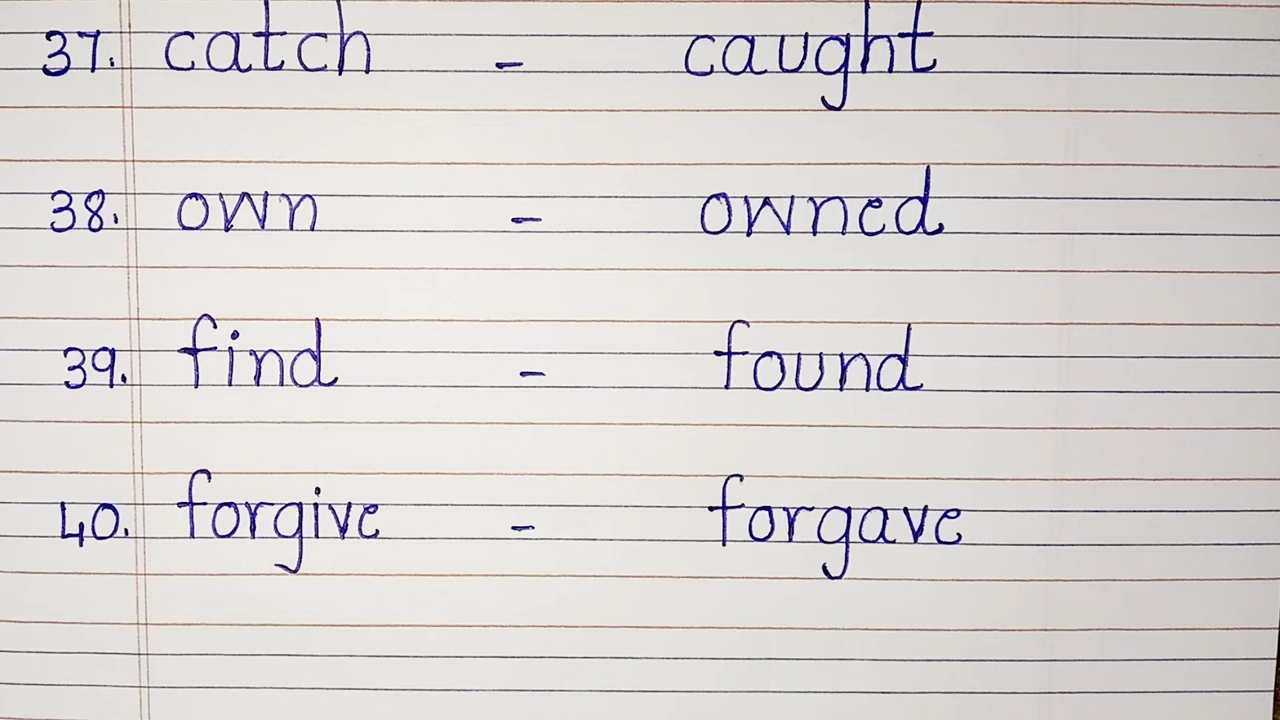 37. catch - caught
38. own - owned
39. find - found
40. forgive - forgave